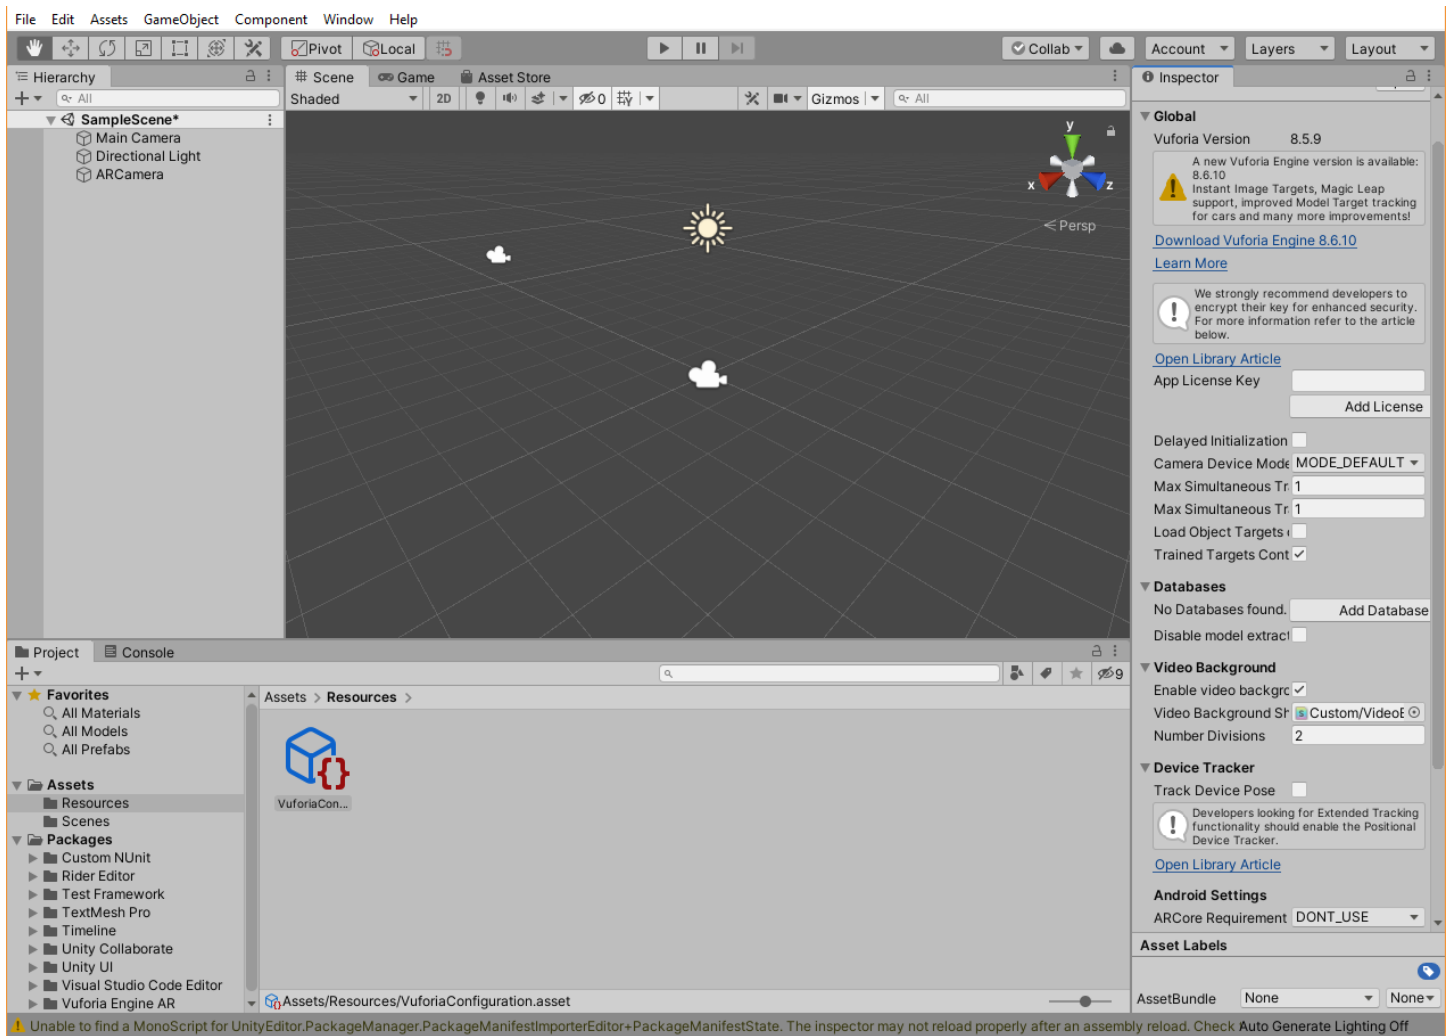 File Edit Assets GameObject Component Window Help
Pivot Local Collab Account Layers Layout
Hierarchy
All
SampleScene*
Main Camera
Directional Light
ARCamera
Scene Game Asset Store
Shaded 2D 0 Gizmos All
y
x z
Persp
Inspector
Global
Vuforia Version 8.5.9
A new Vuforia Engine version is available:
8.6.10
Instant Image Targets, Magic Leap
support, improved Model Target tracking
for cars and many more improvements!
Download Vuforia Engine 8.6.10
Learn More
We strongly recommend developers to
encrypt their key for enhanced security.
For more information refer to the article
below.
Open Library Article
App License Key
Add License
Delayed Initialization
Camera Device Mode MODE_DEFAULT
Max Simultaneous Tr 1
Max Simultaneous Tr 1
Load Object Targets
Trained Targets Cont
Databases
No Databases found. Add Database
Disable model extract
Video Background
Enable video backgro
Video Background Sh Custom/VideoB
Number Divisions 2
Device Tracker
Track Device Pose
Developers looking for Extended Tracking
functionality should enable the Positional
Device Tracker.
Open Library Article
Android Settings
ARCore Requirement DONT_USE
Asset Labels
AssetBundle None None
Project Console
9
Favorites
All Materials
All Models
All Prefabs
Assets
Resources
Scenes
Packages
Custom NUnit
Rider Editor
Test Framework
TextMesh Pro
Timeline
Unity Collaborate
Unity UI
Visual Studio Code Editor
Vuforia Engine AR
Assets > Resources >
VuforiaCon...
Assets/Resources/VuforiaConfiguration.asset
Unable to find a MonoScript for UnityEditor.PackageManager.PackageManifestImporterEditor+PackageManifestState. The inspector may not reload properly after an assembly reload. Check Auto Generate Lighting Off